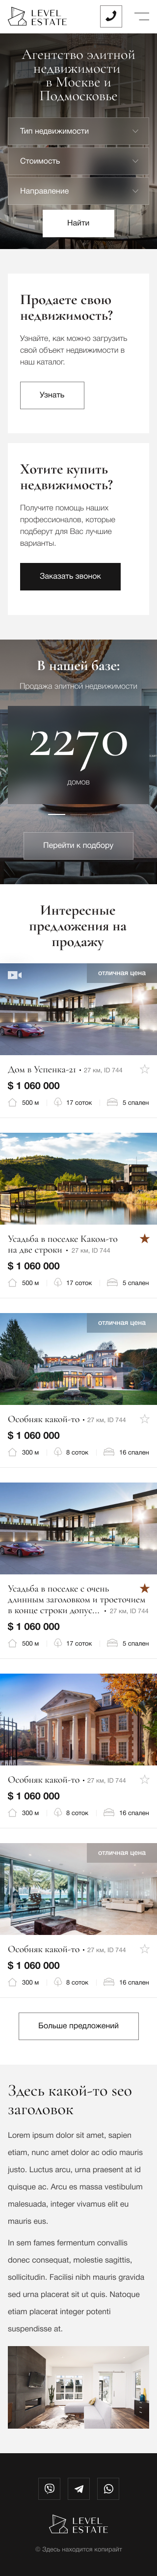 LEVEL
ESTATE
Агентство элитной
недвижимости
в Москве и
Подмосковье
Тип недвижимости
Стоимость
Направление
Найти
Продаете свою
недвижимость?
Узнайте, как можно загрузить
свой объект недвижимости в
наш каталог.
Узнать
Хотите купить
недвижимость?
Получите помощь наших
профессионалов, которые
подберут для Вас лучшие
варианты.
Заказать звонок
В нашей базе:
Продажа элитной недвижимости
2270
домов
Перейти к подбору
Интересные
предложения на
продажу
отличная цена
Дом в Успенка-21 • 27 км, ID 744
$ 1 060 000
500 м 17 соток 5 спален
Усадьба в поселке Каком-то
на две строки • 27 км, ID 744
$ 1 060 000
500 м 17 соток 5 спален
отличная цена
Особняк какой-то • 27 км, ID 744
$ 1 060 000
300 м 8 соток 16 спален
Усадьба в поселке с очень
длинным заголовком и троеточием
в конце строки допус... • 27 км, ID 744
$ 1 060 000
500 м 17 соток 5 спален
Особняк какой-то • 27 км, ID 744
$ 1 060 000
300 м 8 соток 16 спален
отличная цена
Особняк какой-то • 27 км, ID 744
$ 1 060 000
300 м 8 соток 16 спален
Больше предложений
Здесь какой-то seo
заголовок
Lorem ipsum dolor sit amet, sapien
etiam, nunc amet dolor ac odio mauris
justo. Luctus arcu, urna praesent at id
quisque ac. Arcu es massa vestibulum
malesuada, integer vivamus elit eu
mauris eus.
In sem fames fermentum convallis
donec consequat, molestie sagittis,
sollicitudin. Facilisi nibh mauris gravida
sed urna placerat sit ut quis. Natoque
etiam placerat integer potenti
suspendisse at.
LEVEL
ESTATE
© Здесь находится копирайт